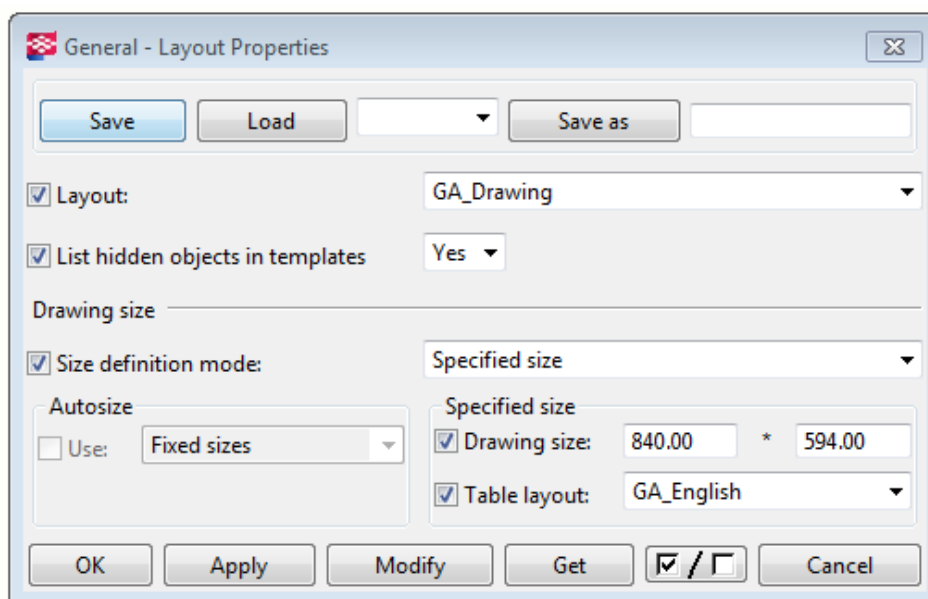 General - Layout Properties
Save Load Save as
Layout: GA_Drawing
List hidden objects in templates Yes
Drawing size
Size definition mode: Specified size
Autosize Specified size
Use: Fixed sizes Drawing size: 840.00 * 594.00
Table layout: GA_English
OK Apply Modify Get / Cancel